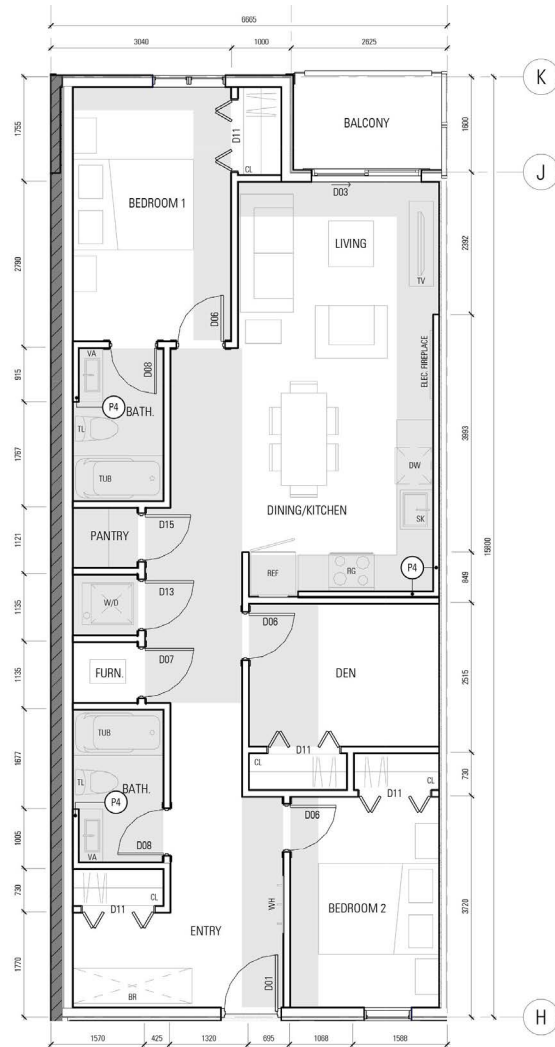 6665
3040 1000 2625
K
BALCONY
J
1755
1600
D11
CL
D03
BEDROOM 1
LIVING
TV
2790
2392
D06
ELEC. FIREPLACE
VA
D08
915
P4
BATH.
TL
3993
1767
TUB
DW
SK
DINING/KITCHEN
15600
PANTRY
D15
1121
REF
RG
P4
849
W/D
D13
1135
D06
FURN.
D07
1135
DEN
2515
TUB
D11
1677
CL
CL
730
TL
BATH.
P4
D11
D06
VA
D08
1005
CL
730
D11
WH
BEDROOM 2
3720
ENTRY
1770
BR
D01
H
1570 425 1320 695 1068 1588